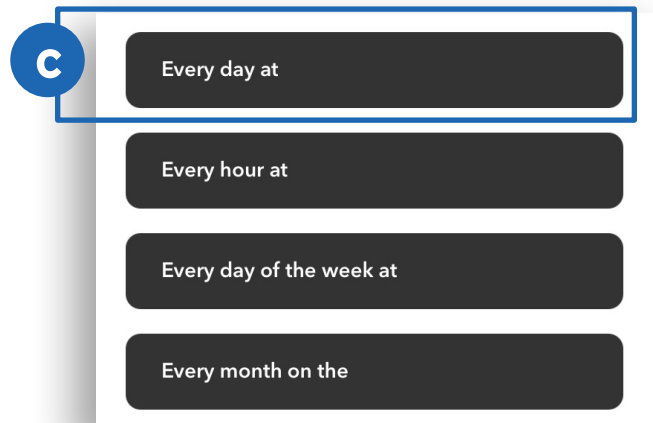 C
Every day at
Every hour at
Every day of the week at
Every month on the